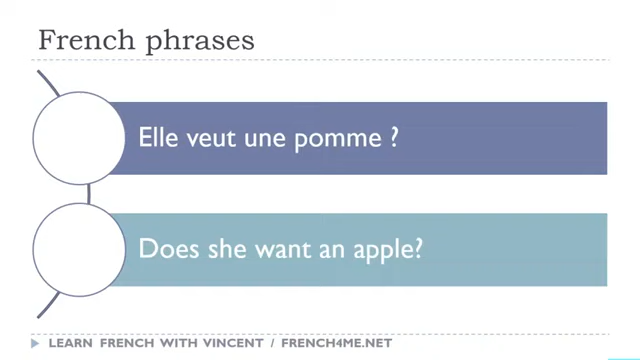 French phrases
Elle veut une pomme ?
Does she want an apple?
LEARN FRENCH WITH VINCENT / FRENCH4ME.NET